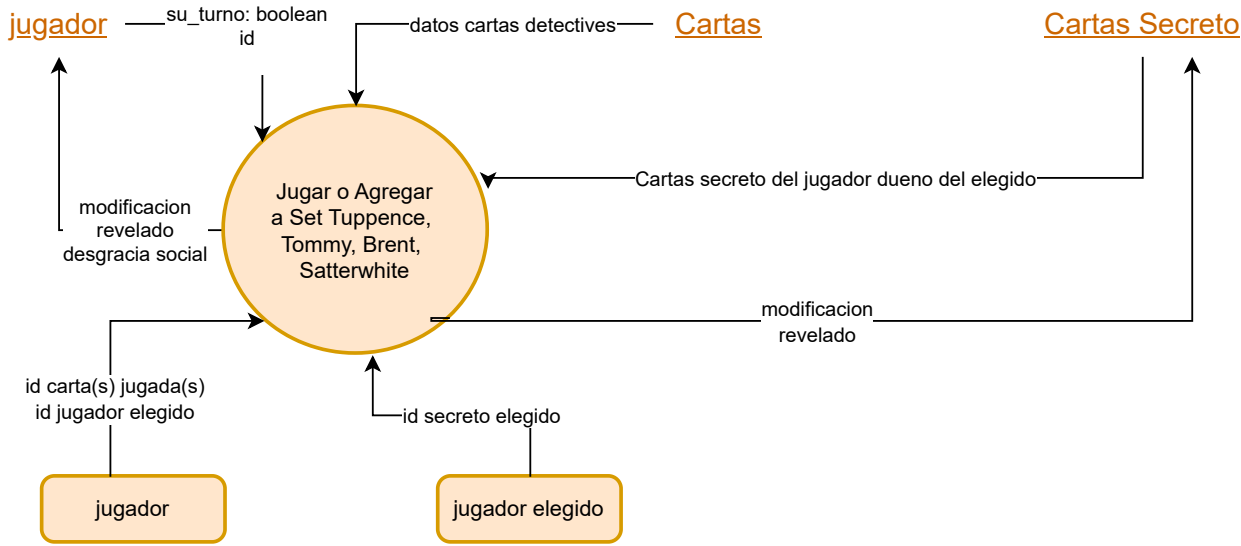 jugador
su_turno: boolean
id
datos cartas detectives
Cartas
Cartas Secreto
Jugar o Agregar
a Set Tuppence,
Tommy, Brent,
Satterwhite
Cartas secreto del jugador dueno del elegido
modificacion
revelado
desgracia social
modificacion
revelado
id carta(s) jugada(s)
id jugador elegido
id secreto elegido
jugador
jugador elegido